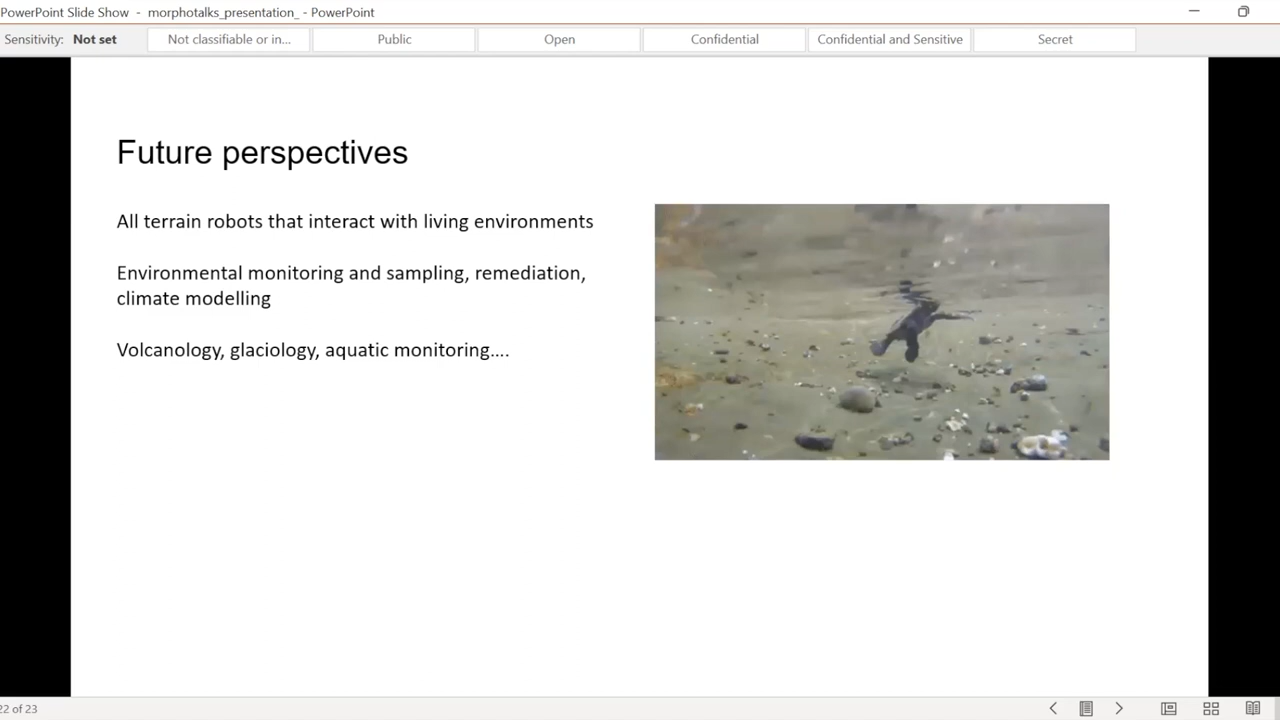 PowerPoint Slide Show - morphotalks_presentation_ - PowerPoint
Sensitivity: Not set
Not classifiable or in...
Public
Open
Confidential
Confidential and Sensitive
Secret
Future perspectives
All terrain robots that interact with living environments
Environmental monitoring and sampling, remediation,
climate modelling
Volcanology, glaciology, aquatic monitoring....
22 of 23